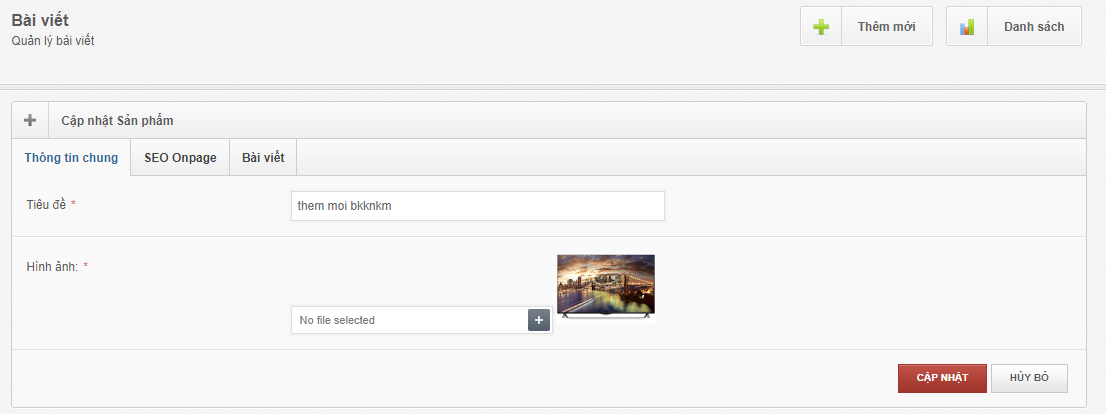 Bài viết
Quản lý bài viết
Thêm mới
Danh sách
Cập nhật Sản phẩm
Thông tin chung
SEO Onpage
Bài viết
Tiêu đề *
them moi bkknkm
Hình ảnh: *
No file selected
CẬP NHẬT
HỦY BỎ